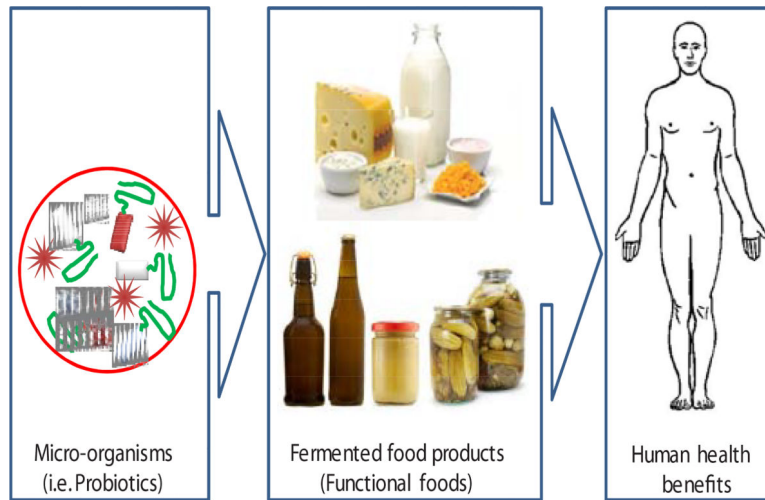 Micro-organisms
(i.e. Probiotics)
Fermented food products
(Functional foods)
Human health
benefits